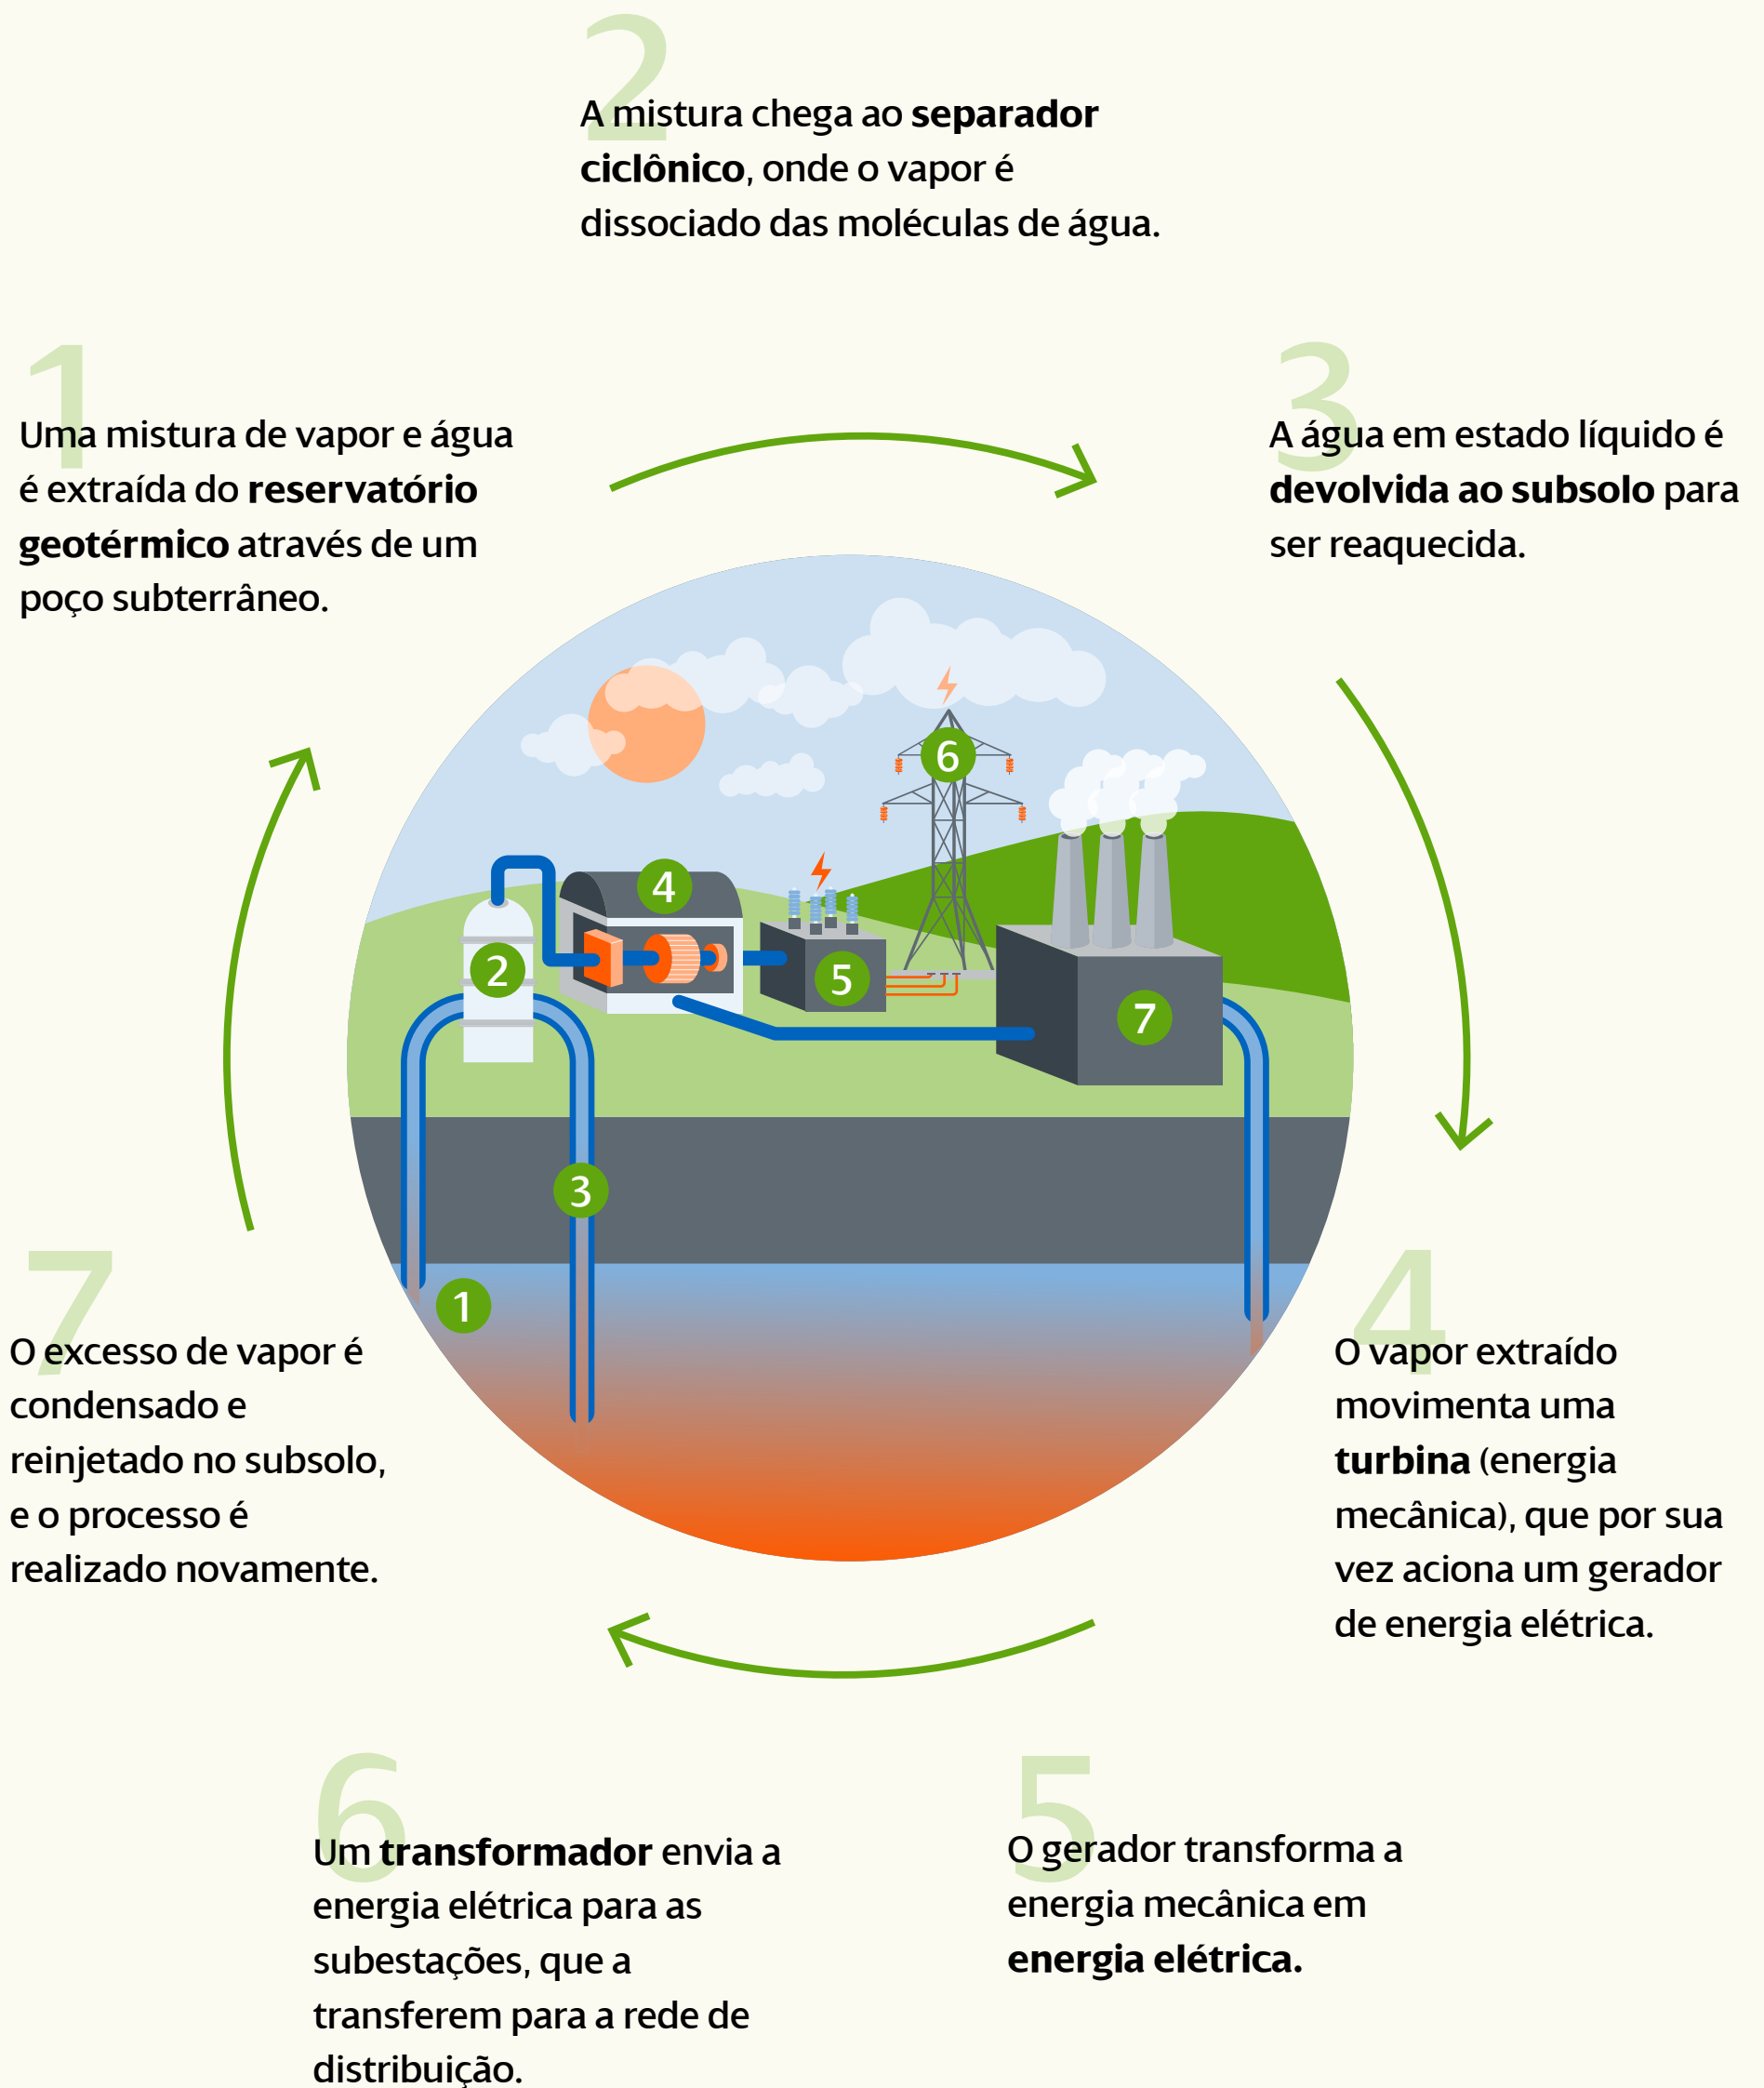 1
Uma mistura de vapor e água
é extraída do reservatório
geotérmico através de um
poço subterrâneo.
2
A mistura chega ao separador
ciclônico, onde o vapor é
dissociado das moléculas de água.
3
A água em estado líquido é
devolvida ao subsolo para
ser reaquecida.
4
O vapor extraído
movimenta uma
turbina (energia
mecânica), que por sua
vez aciona um gerador
de energia elétrica.
5
O gerador transforma a
energia mecânica em
energia elétrica.
6
Um transformador envia a
energia elétrica para as
subestações, que a
transferem para a rede de
distribuição.
7
O excesso de vapor é
condensado e
reinjetado no subsolo,
e o processo é
realizado novamente.
6
4
2
5
7
3
1